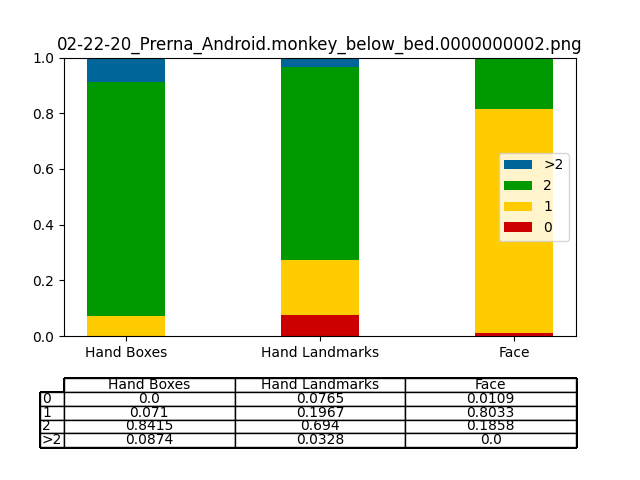 02-22-20_Prerna_Android.monkey_below_bed.0000000002.png
1.0
0.8
0.6
0.4
0.2
0.0
>2
2
1
0
Hand Boxes Hand Landmarks Face
Hand Boxes Hand Landmarks Face
0 0.0 0.0765 0.0109
1 0.071 0.1967 0.8033
2 0.8415 0.694 0.1858
>2 0.0874 0.0328 0.0